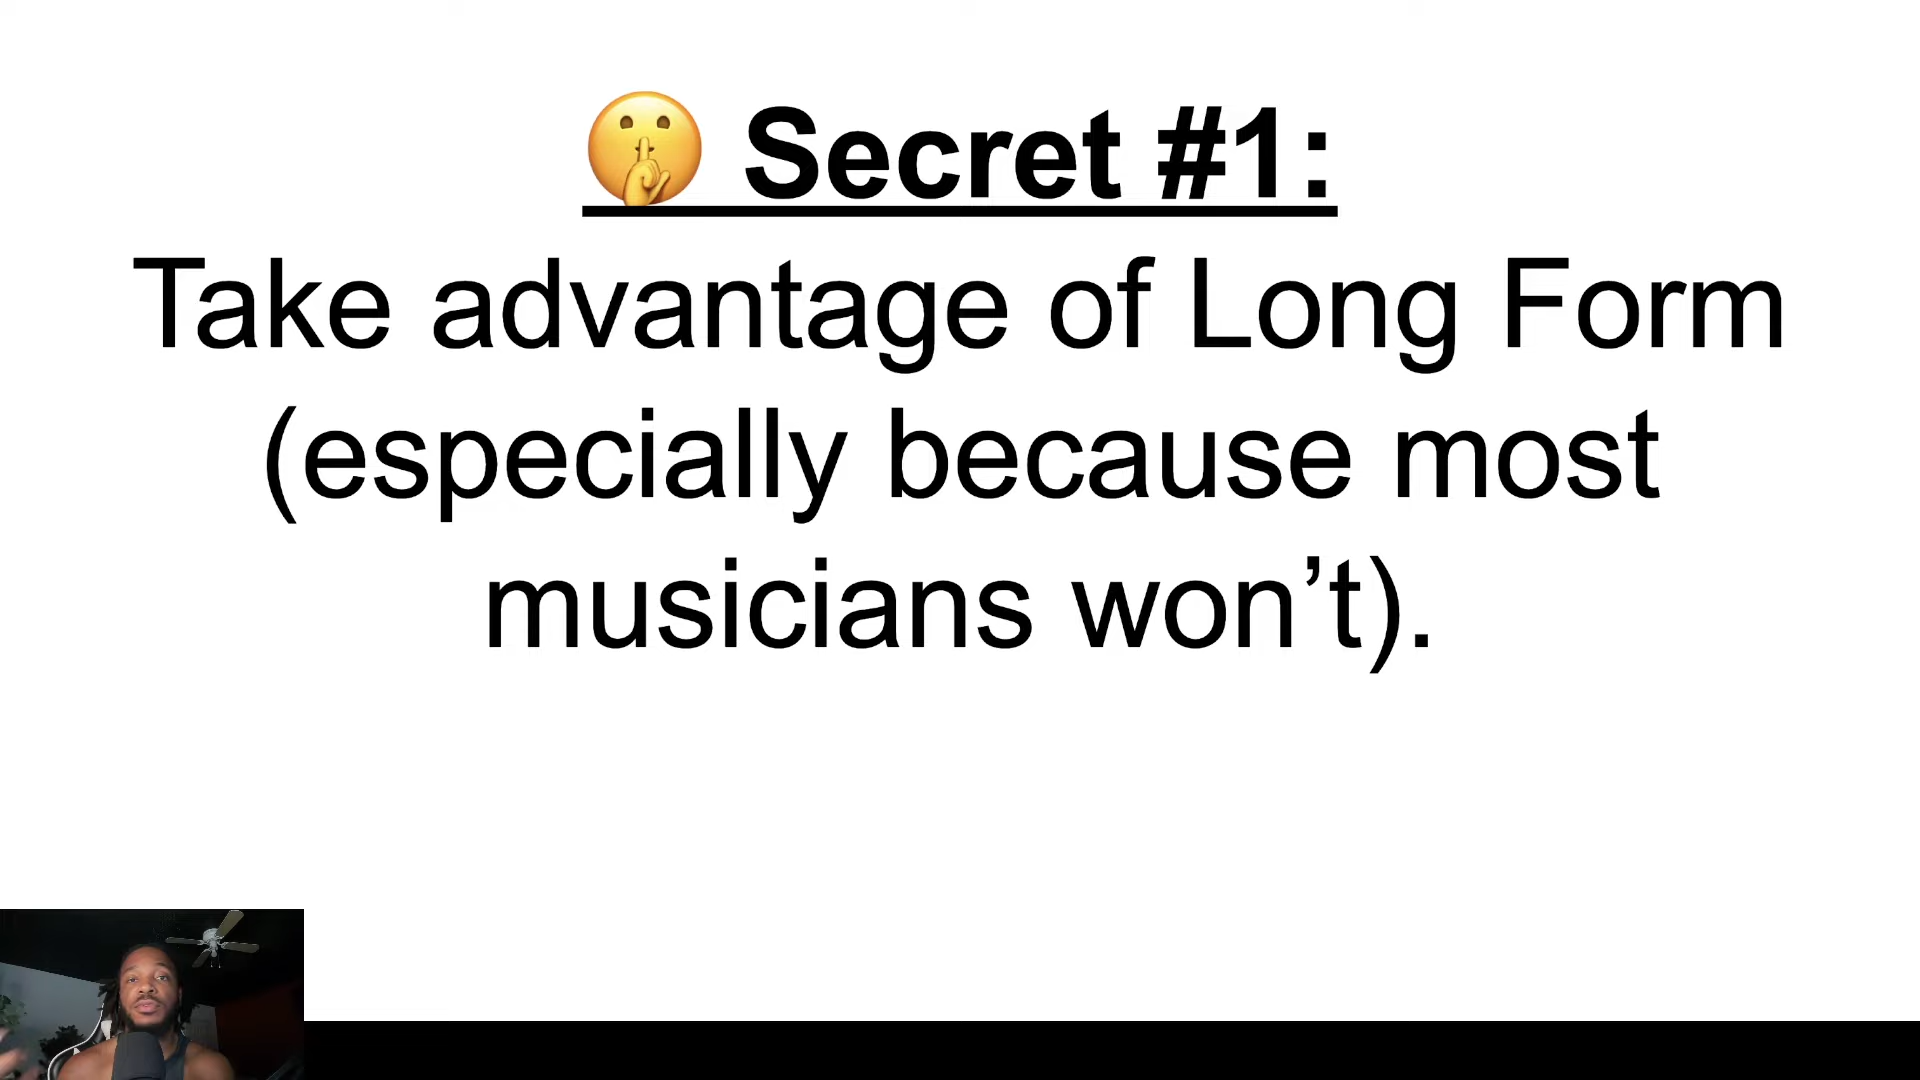 🤫 Secret #1:
Take advantage of Long Form
(especially because most
musicians won’t).